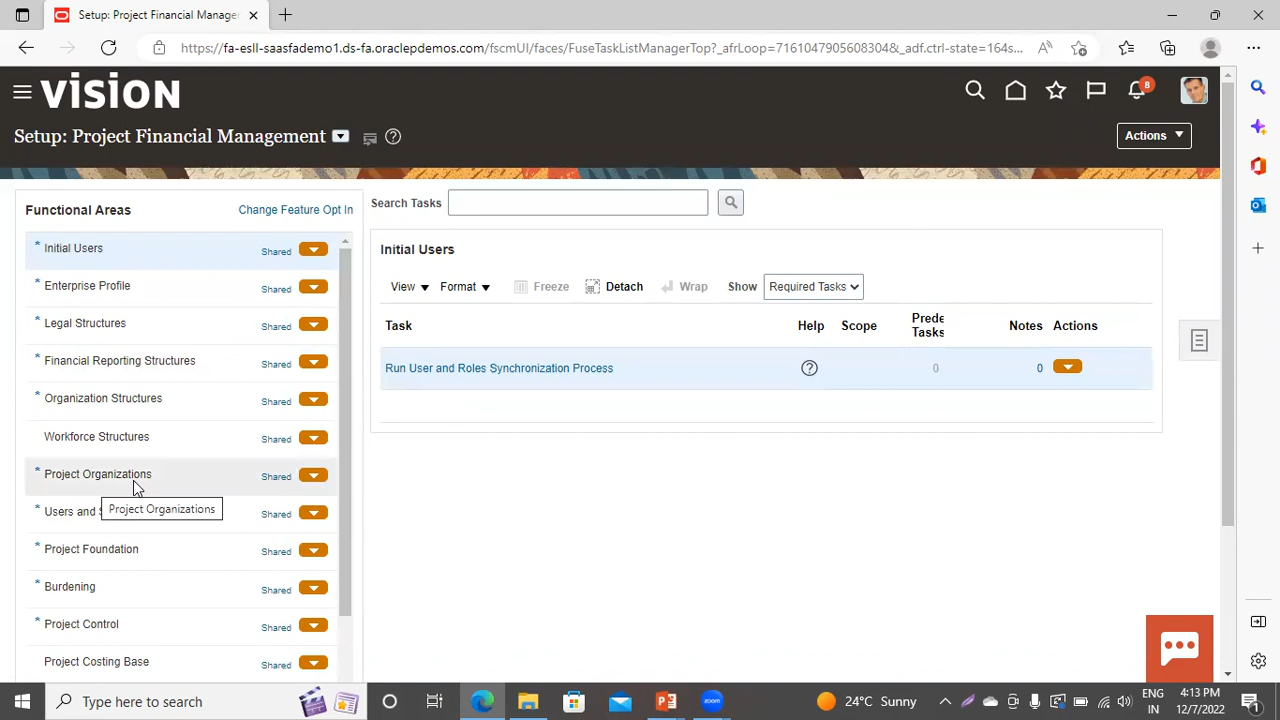 Setup: Project Financial Manage
https://fa-esll-saasfademo1.ds-fa.oraclepdemos.com/fscmUI/faces/FuseTaskListManagerTop?_afrLoop=71610479056083048&_adf.ctrl-state=164s...
VISION
8
Setup: Project Financial Management
Actions
Functional Areas
Change Feature Opt In
Search Tasks
* Initial Users Shared
* Enterprise Profile Shared
* Legal Structures Shared
* Financial Reporting Structures Shared
* Organization Structures Shared
Workforce Structures Shared
* Project Organizations Shared
* Users and Shared
Project Organizations
* Project Foundation Shared
* Burdening Shared
* Project Control Shared
Project Costing Base Shared
Initial Users
View Format Freeze Detach Wrap Show Required Tasks
Task Help Scope Prede Tasks Notes Actions
Run User and Roles Synchronization Process 0 0
Type here to search
zoom
24°C Sunny
ENG IN
4:13 PM
12/7/2022
1